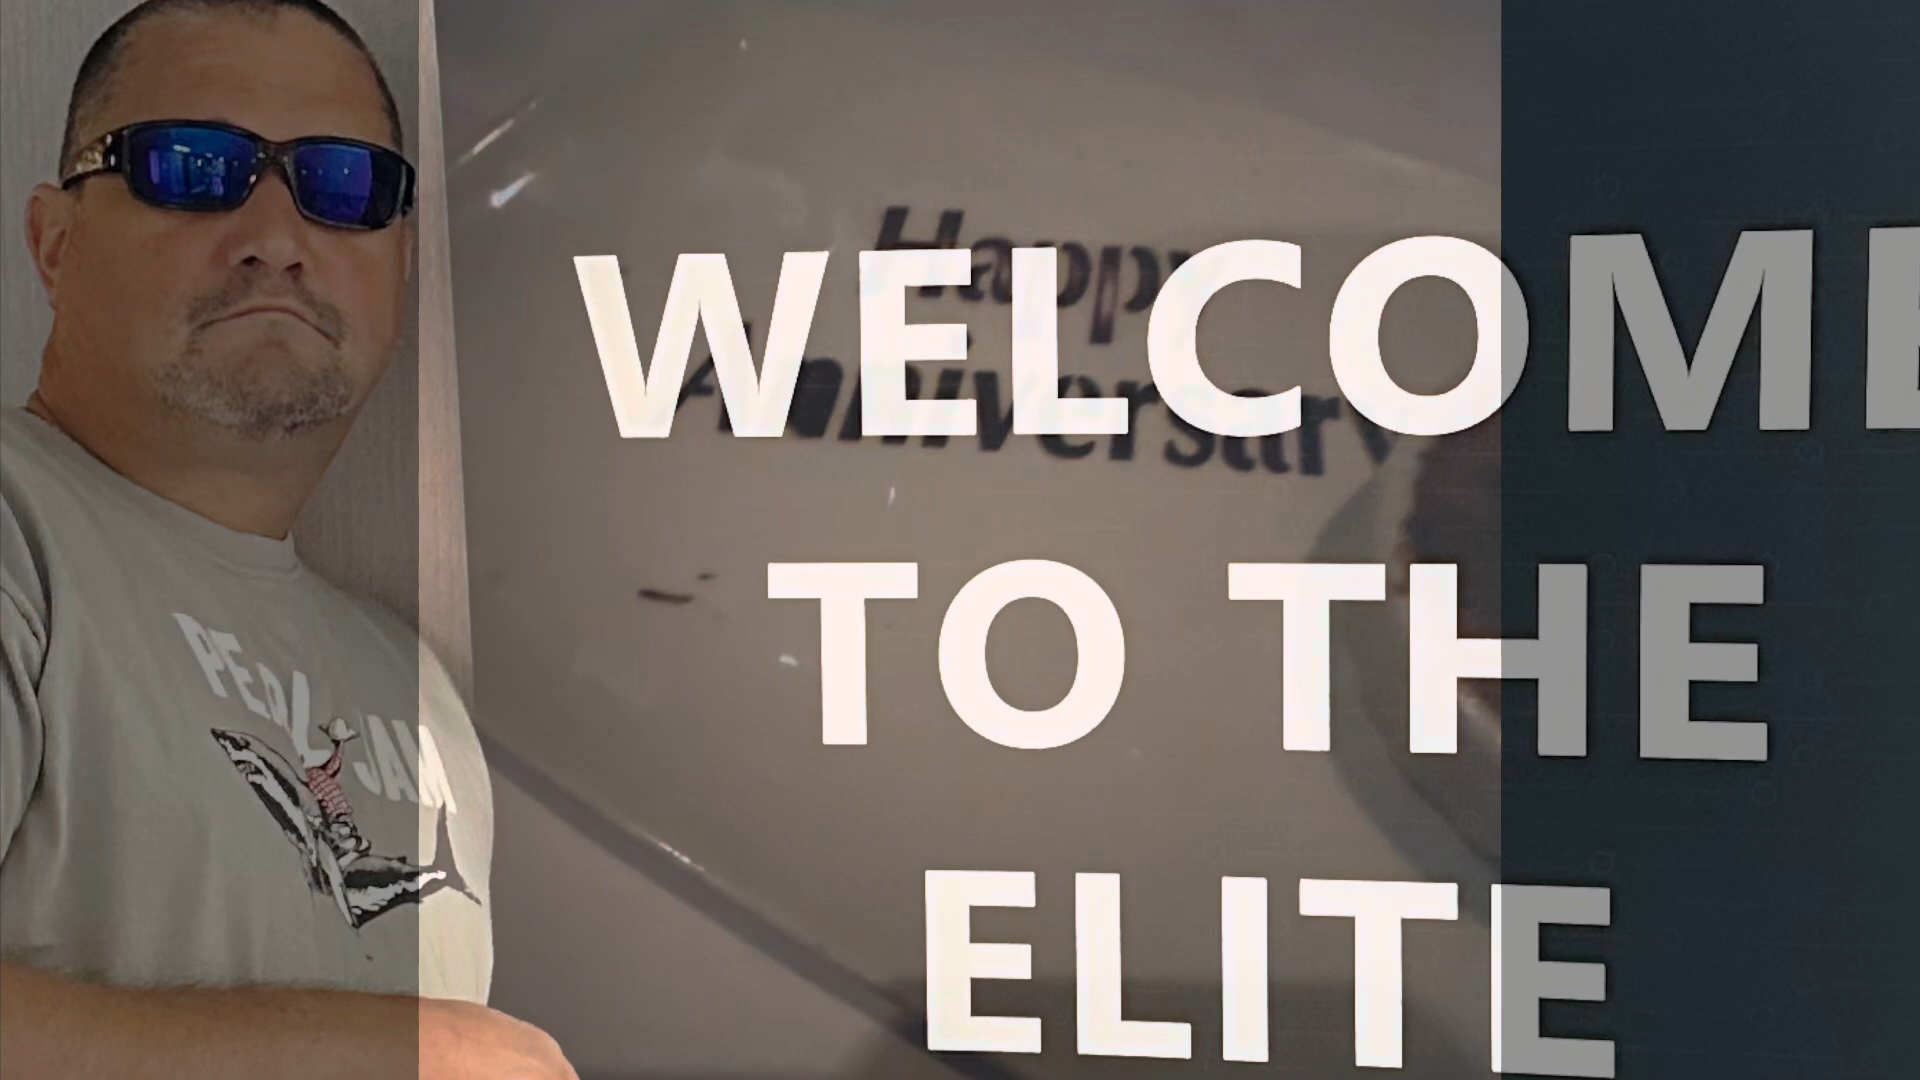 WELCOME
TO THE
ELITE
Happy
Anniversary
PEARL JAM